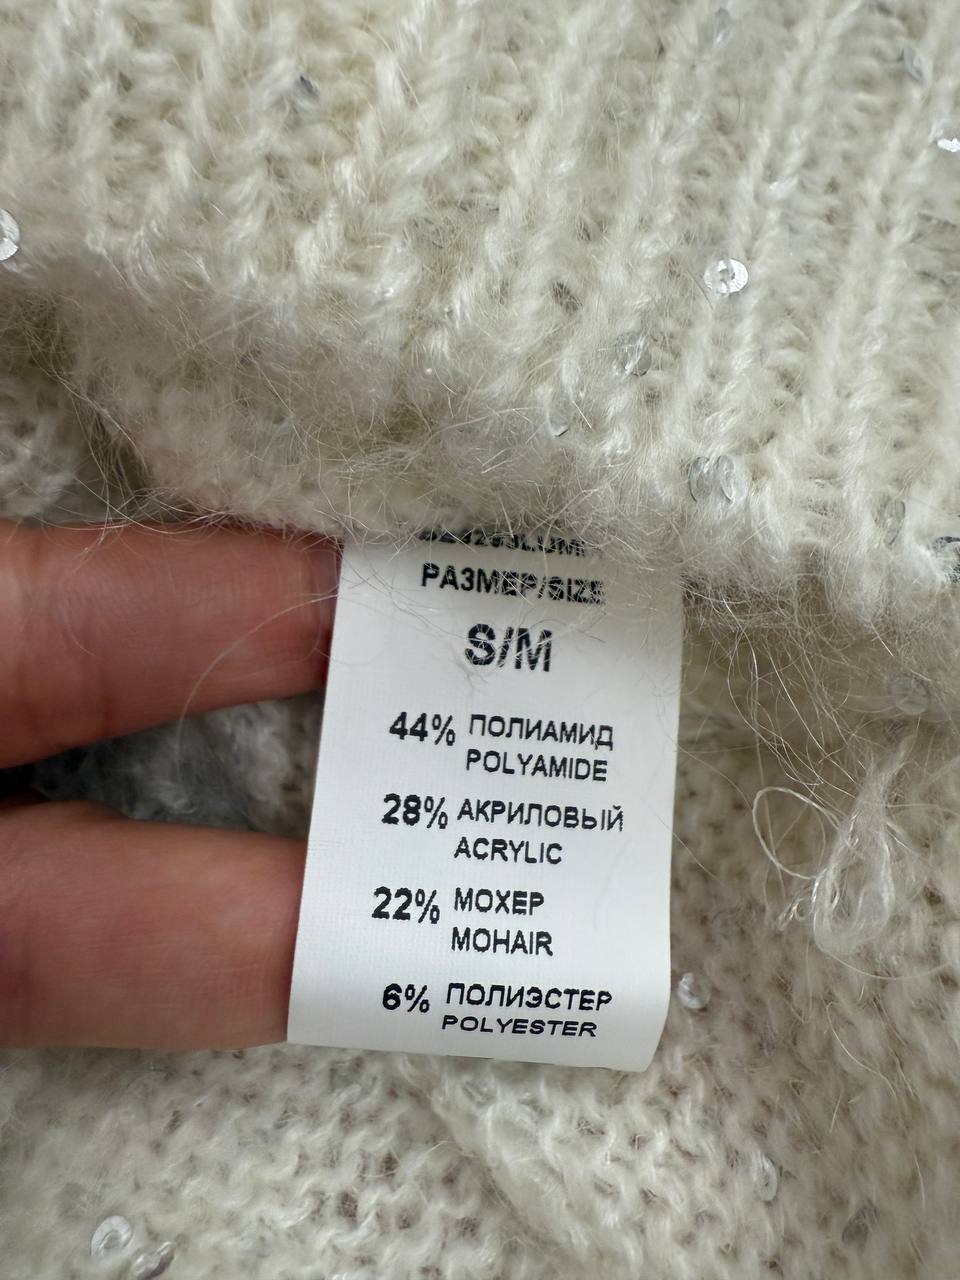 РАЗМЕР/SIZE
S/M
44% ПОЛИАМИД
POLYAMIDE
28% АКРИЛОВЫЙ
ACRYLIC
22% МОХЕР
MOHAIR
6% ПОЛИЭСТЕР
POLYESTER